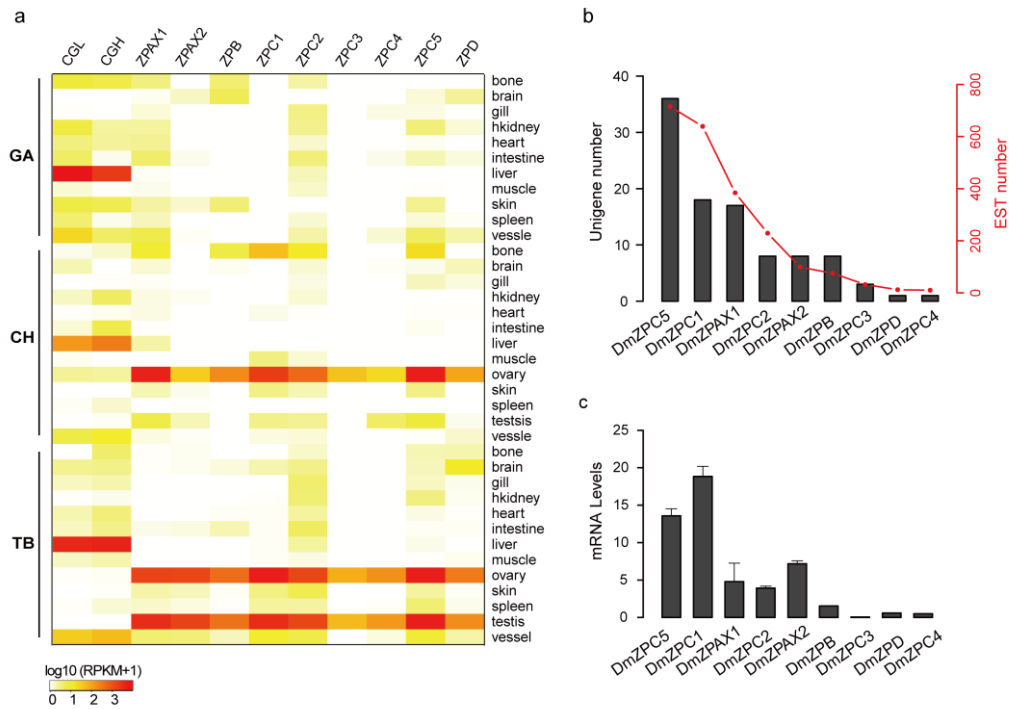 a
CGL CGH ZPAX1 ZPAX2 ZPB ZPC1 ZPC2 ZPC3 ZPC4 ZPC5 ZPD
GA
bone
brain
gill
hkidney
heart
intestine
liver
muscle
skin
spleen
vessle
CH
bone
brain
gill
hkidney
heart
intestine
liver
muscle
ovary
skin
spleen
testsis
vessle
TB
bone
brain
gill
hkidney
heart
intestine
liver
muscle
ovary
skin
spleen
testis
vessel
log10 (RPKM+1)
0 1 2 3
b
Unigene number
40
30
20
10
0
EST number
800
600
400
200
0
DmZPC5 DmZPC1 DmZPAX1 DmZPC2 DmZPAX2 DmZPB DmZPC3 DmZPD DmZPC4
c
mRNA Levels
25
20
15
10
5
0
DmZPC5 DmZPC1 DmZPAX1 DmZPC2 DmZPAX2 DmZPB DmZPC3 DmZPD DmZPC4